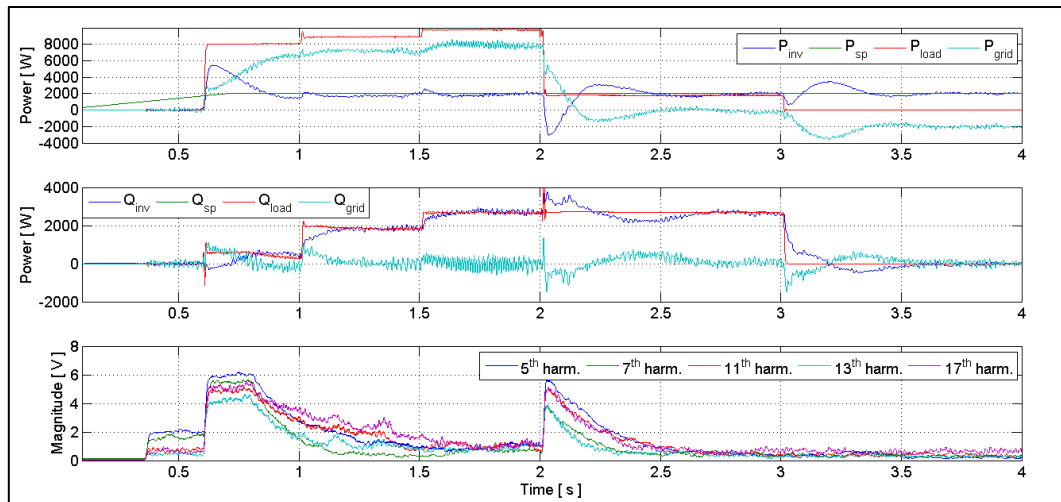 Power [ W ]
8000
6000
4000
2000
0
-2000
-4000
P_inv P_sp P_load P_grid
0.5 1 1.5 2 2.5 3 3.5 4
Power [ W ]
4000
2000
0
-2000
Q_inv Q_sp Q_load Q_grid
0.5 1 1.5 2 2.5 3 3.5 4
Magnitude [ V ]
8
6
4
2
0
5th harm. 7th harm. 11th harm. 13th harm. 17th harm.
0.5 1 1.5 2 2.5 3 3.5 4
Time [ s ]